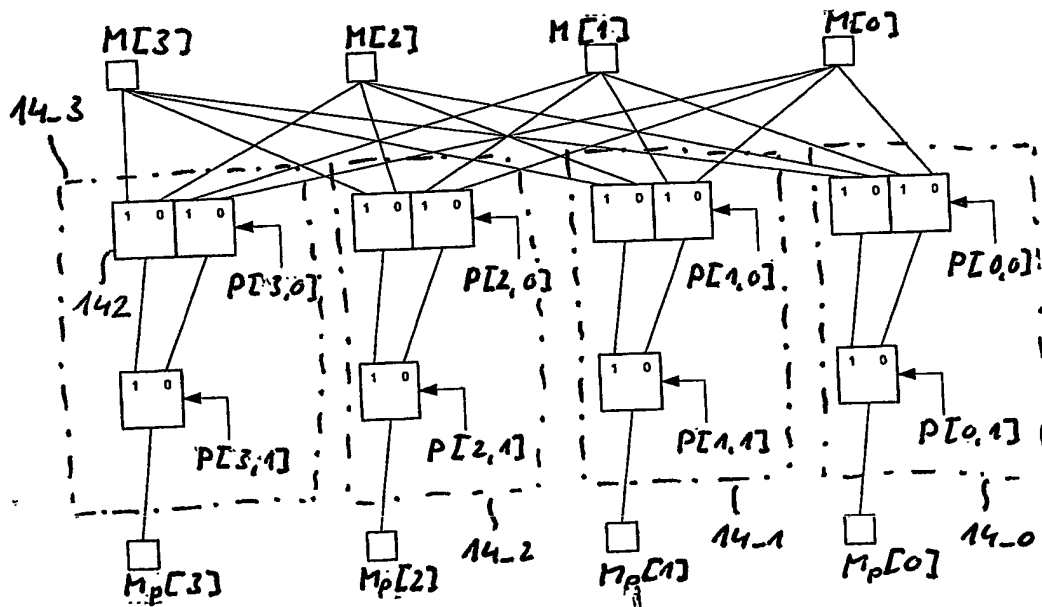 M[3] M[2] M[1] M[0]
14_3
1 0 1 0 1 0 1 0 1 0 1 0 1 0 1 0
142 P[3,0] P[2,0] P[1,0] P[0,0]
1 0 1 0 1 0 1 0
P[3,1] P[2,1] P[1,1] P[0,1]
14_2 14_1 14_0
Mp[3] Mp[2] Mp[1] Mp[0]